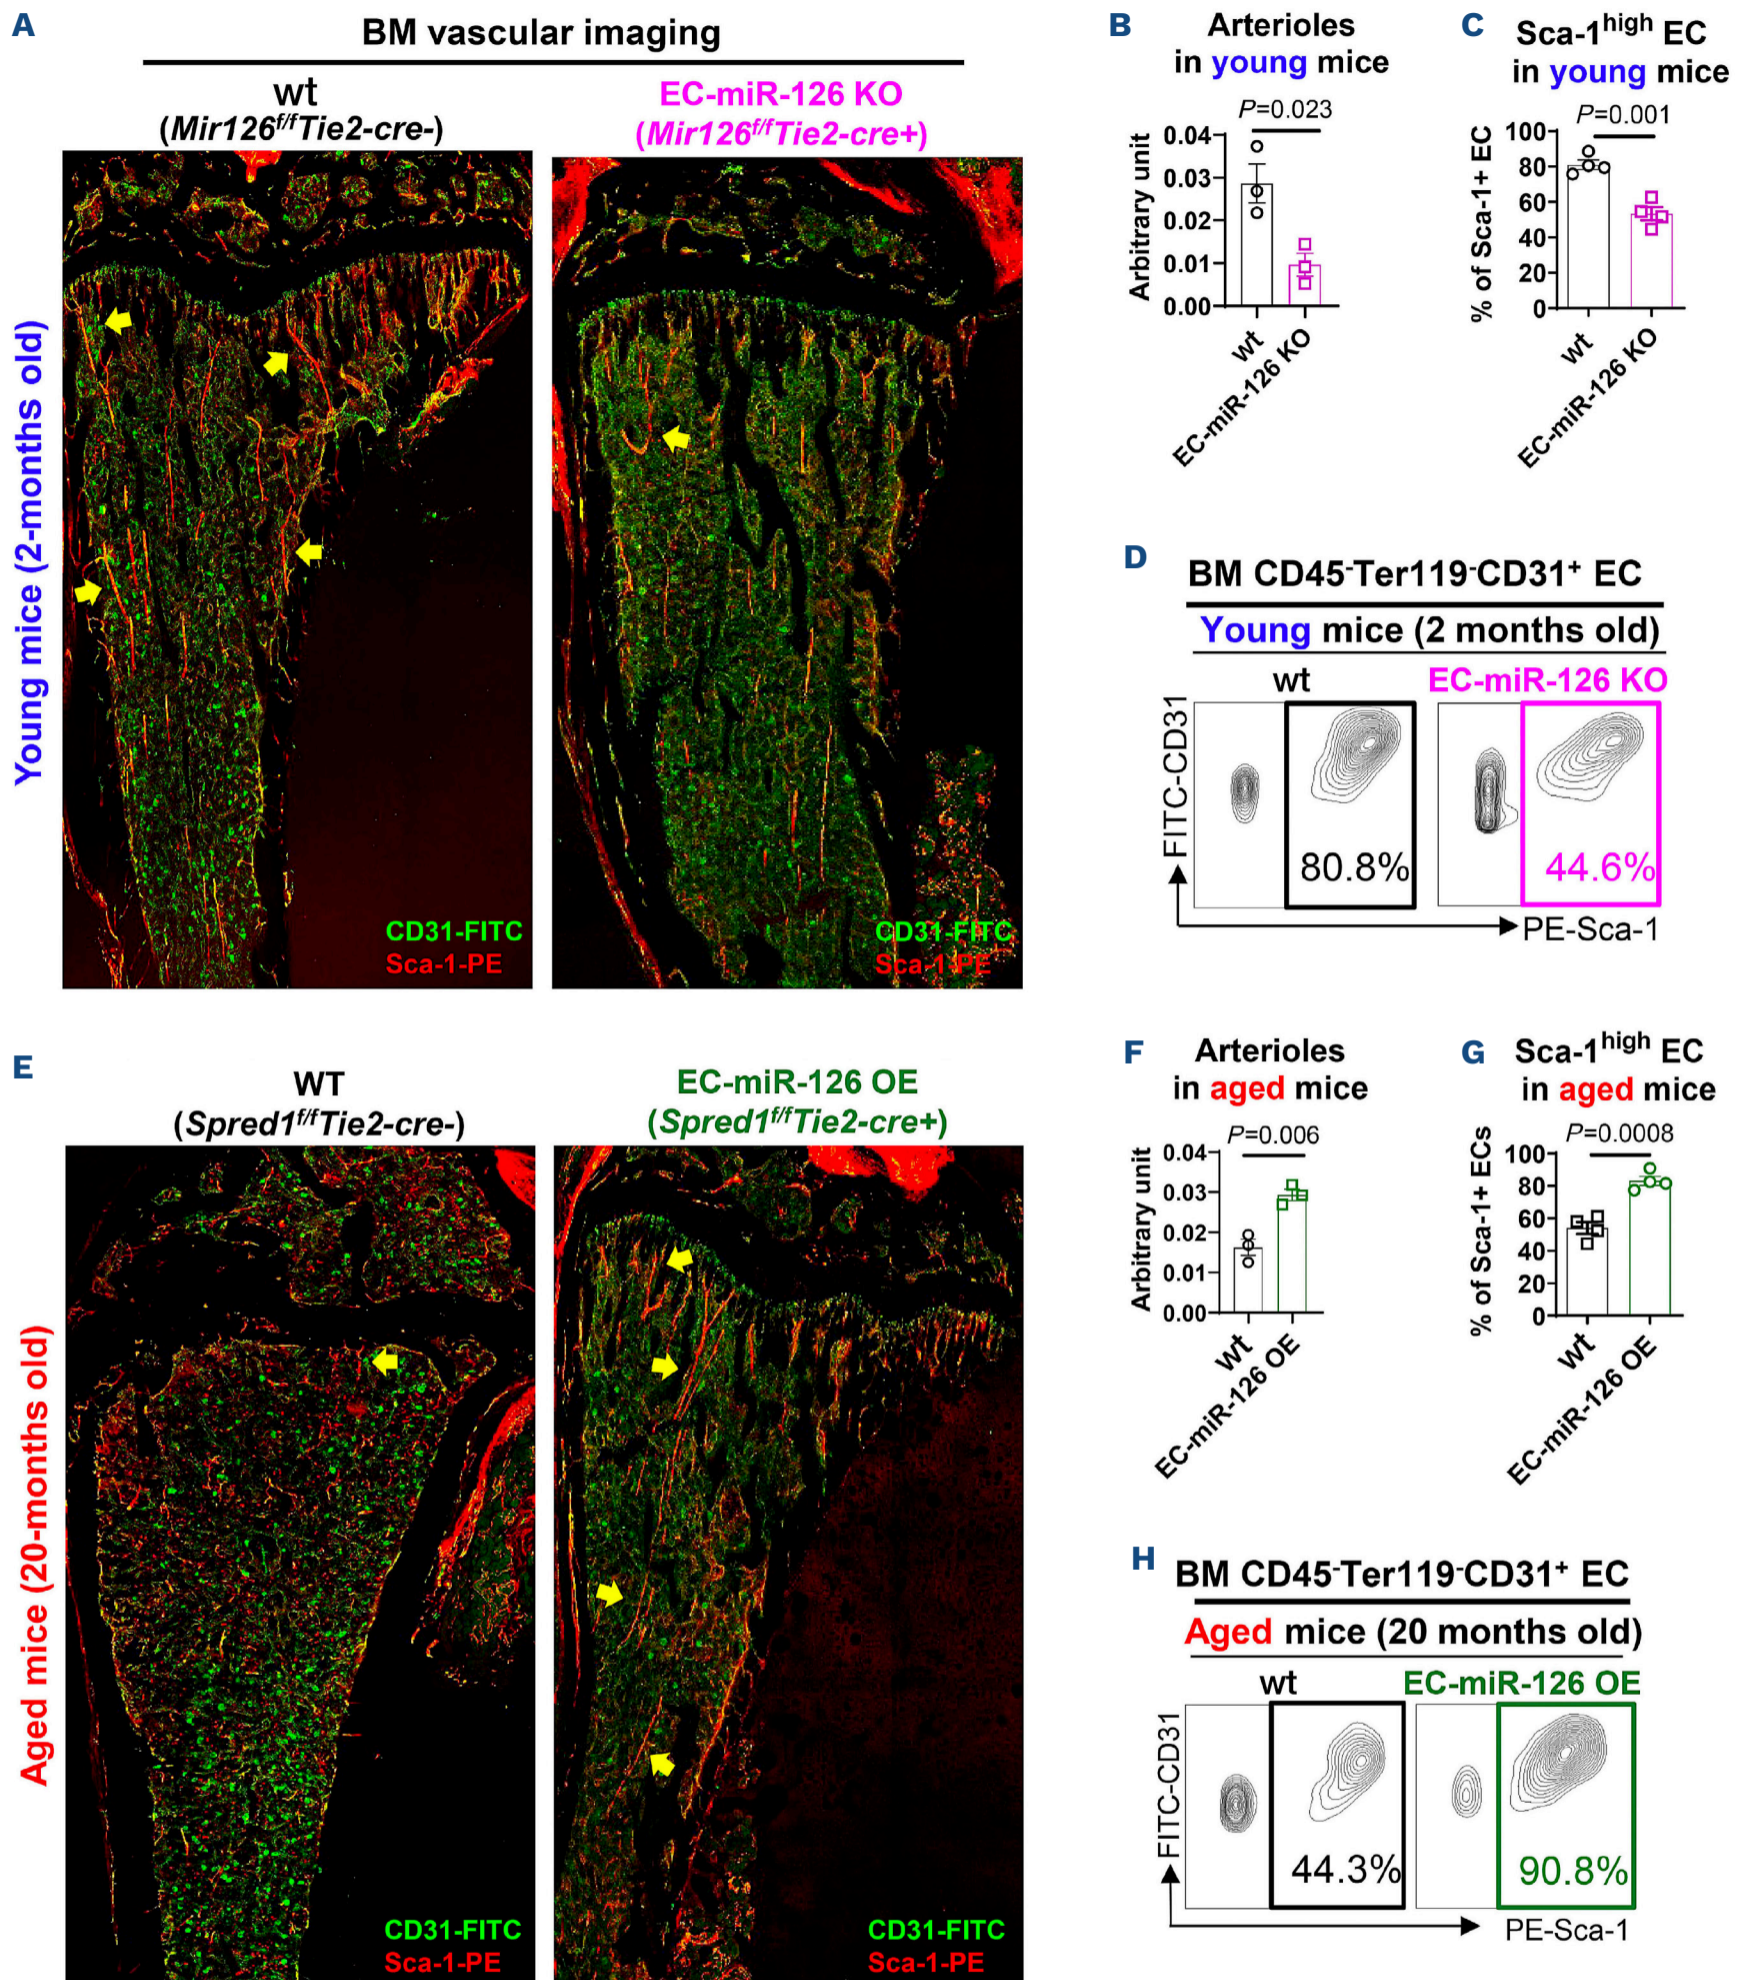 A
BM vascular imaging
wt
(Mir126f/fTie2-cre-)
EC-miR-126 KO
(Mir126f/fTie2-cre+)
Young mice (2-months old)
CD31-FITC
Sca-1-PE
CD31-FITC
Sca-1-PE
B
Arterioles
in young mice
P=0.023
Arbitrary unit
0.04
0.03
0.02
0.01
0.00
wt
EC-miR-126 KO
C
Sca-1high EC
in young mice
P=0.001
% of Sca-1+ EC
100
80
60
40
20
0
wt
EC-miR-126 KO
D
BM CD45-Ter119-CD31+ EC
Young mice (2 months old)
wt
EC-miR-126 KO
FITC-CD31
80.8%
44.6%
PE-Sca-1
E
WT
(Spred1f/fTie2-cre-)
EC-miR-126 OE
(Spred1f/fTie2-cre+)
Aged mice (20-months old)
CD31-FITC
Sca-1-PE
CD31-FITC
Sca-1-PE
F
Arterioles
in aged mice
P=0.006
Arbitrary unit
0.04
0.03
0.02
0.01
0.00
Wt
EC-miR-126 OE
G
Sca-1high EC
in aged mice
P=0.0008
% of Sca-1+ ECs
100
80
60
40
20
0
Wt
EC-miR-126 OE
H
BM CD45-Ter119-CD31+ EC
Aged mice (20 months old)
wt
EC-miR-126 OE
FITC-CD31
44.3%
90.8%
PE-Sca-1